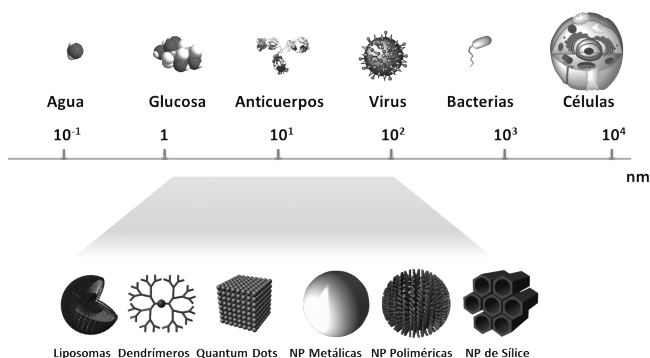 Agua Glucosa Anticuerpos Virus Bacterias Células
10⁻¹ 1 10¹ 10² 10³ 10⁴
nm
Liposomas Dendrímeros Quantum Dots NP Metálicas NP Poliméricas NP de Sílice